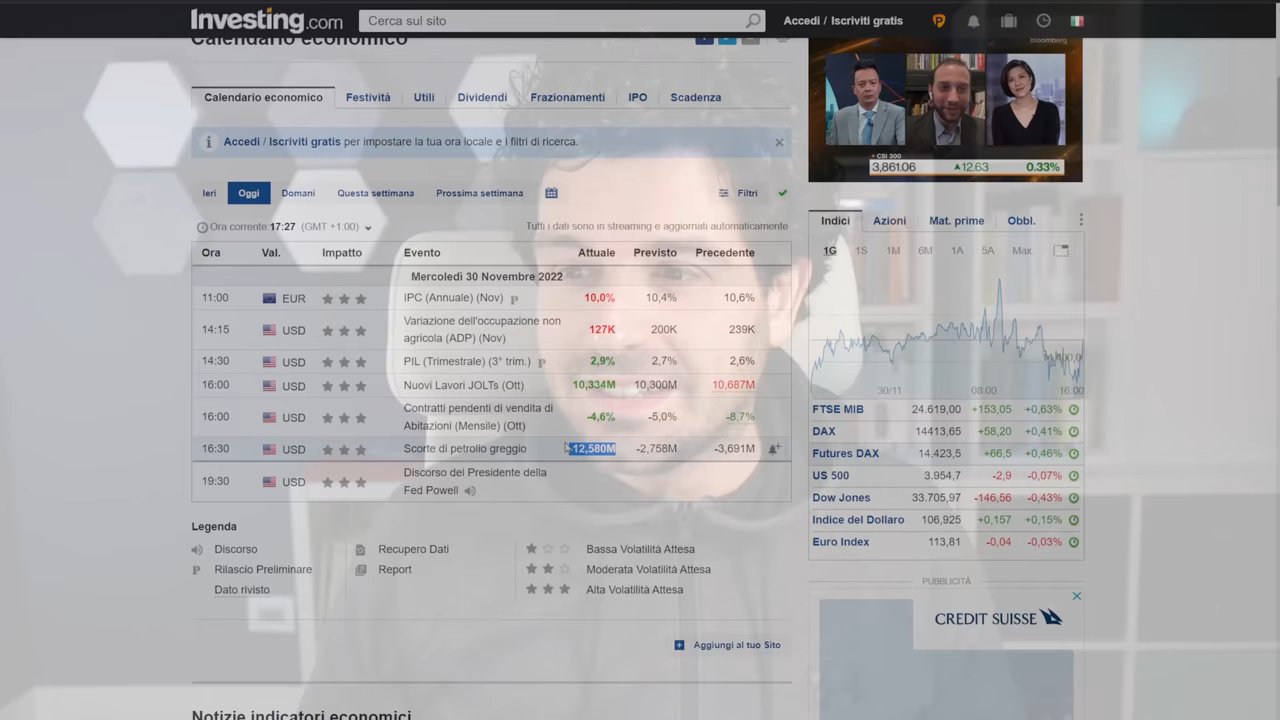 Investing.com
Cerca sul sito
Accedi / Iscriviti gratis
Calendario economico
bloomberg
Calendario economico Festività Utili Dividendi Frazionamenti IPO Scadenza
Accedi / Iscriviti gratis per impostare la tua ora locale e i filtri di ricerca.
CSI 300
3,861.06 ▲12.63 0.33%
Ieri Oggi Domani Questa settimana Prossima settimana Filtri
Ora corrente: 17:27 (GMT +1:00)
Tutti i dati sono in streaming e aggiornati automaticamente
Ora Val. Impatto Evento Attuale Previsto Precedente
Mercoledì 30 Novembre 2022
11:00 EUR IPC (Annuale) (Nov) P 10,0% 10,4% 10,6%
14:15 USD Variazione dell'occupazione non
agricola (ADP) (Nov) 127K 200K 239K
14:30 USD PIL (Trimestrale) (3° trim.) P 2,9% 2,7% 2,6%
16:00 USD Nuovi Lavori JOLTs (Ott) 10,334M 10,300M 10,687M
16:00 USD Contratti pendenti di vendita di
Abitazioni (Mensile) (Ott) -4,6% -5,0% -8,7%
16:30 USD Scorte di petrolio greggio -12,580M -2,758M -3,691M
19:30 USD Discorso del Presidente della
Fed Powell
Legenda
Discorso Recupero Dati Bassa Volatilità Attesa
P Rilascio Preliminare Report Moderata Volatilità Attesa
Dato rivisto Alta Volatilità Attesa
Aggiungi al tuo Sito
Notizie indicatori economici
Indici Azioni Mat. prime Obbl.
1G 1S 1M 6M 1A 5A Max.
30/11 08:00 16:00
FTSE MIB 24.619,00 +153,05 +0,63%
DAX 14413,65 +58,20 +0,41%
Futures DAX 14.423,5 +66,5 +0,46%
US 500 3.954,7 -2,9 -0,07%
Dow Jones 33.705,97 -146,56 -0,43%
Indice del Dollaro 106,925 +0,157 +0,15%
Euro Index 113,81 -0,04 -0,03%
PUBBLICITÀ
CREDIT SUISSE